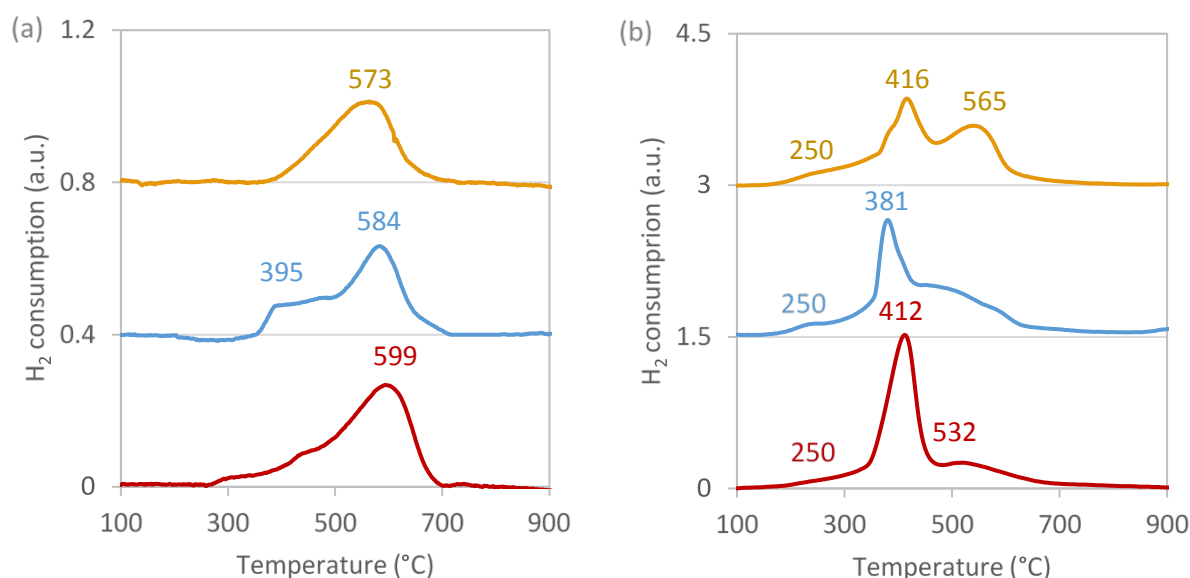 (a)
1.2
0.8
0.4
0
H₂ consumption (a.u.)
573
584
395
599
100 300 500 700 900
Temperature (°C)
(b)
4.5
3
1.5
0
H₂ consumprion (a.u.)
416
565
250
381
250
412
532
250
100 300 500 700 900
Temperature (°C)